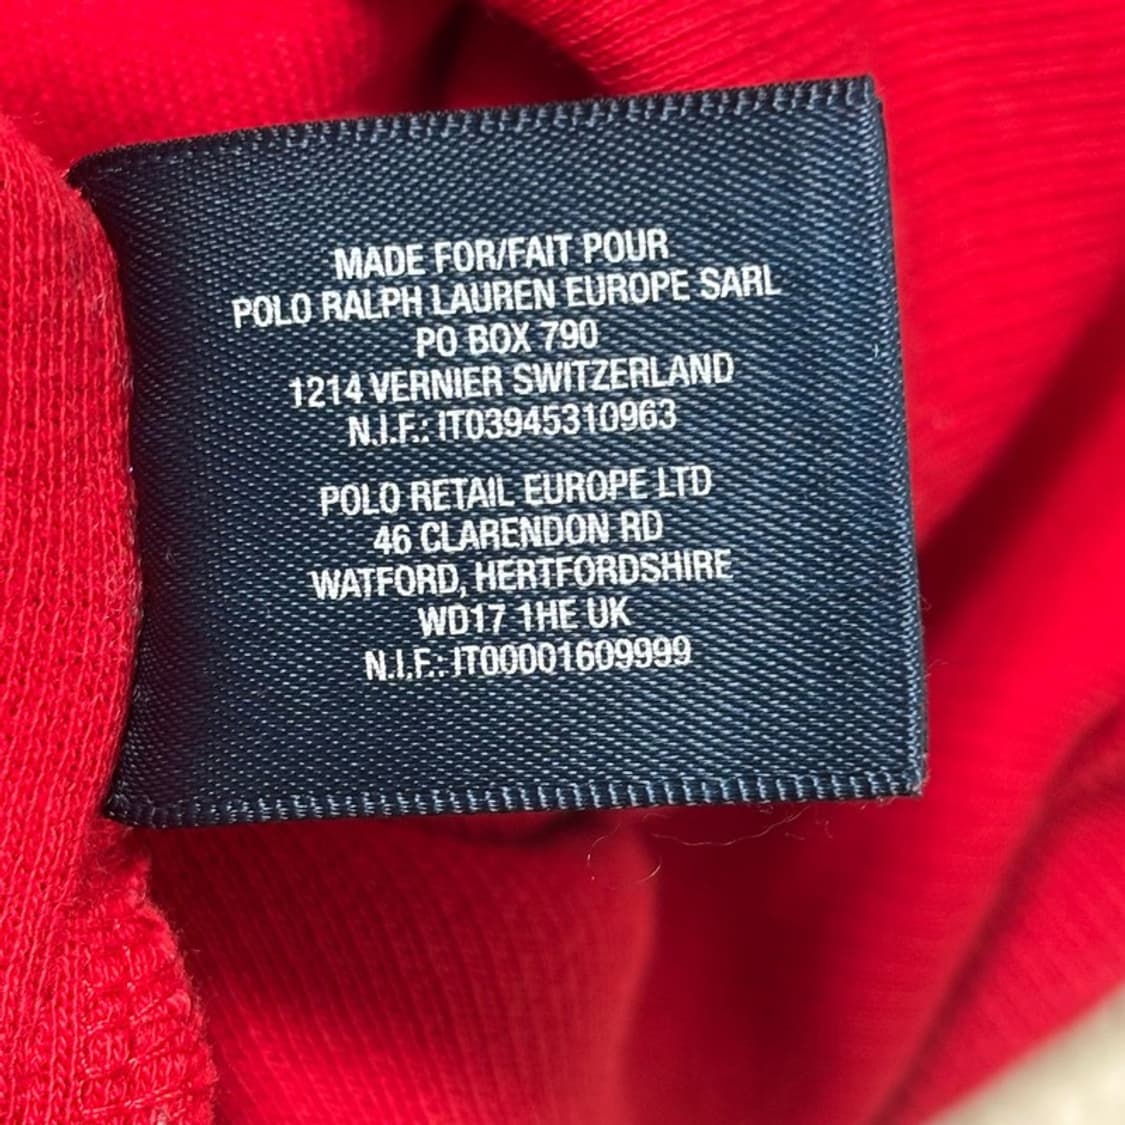 MADE FOR/FAIT POUR
POLO RALPH LAUREN EUROPE SARL
PO BOX 790
1214 VERNIER SWITZERLAND
N.I.F.: IT03945310963
POLO RETAIL EUROPE LTD
46 CLARENDON RD
WATFORD, HERTFORDSHIRE
WD17 1HE UK
N.I.F.: IT00001609999